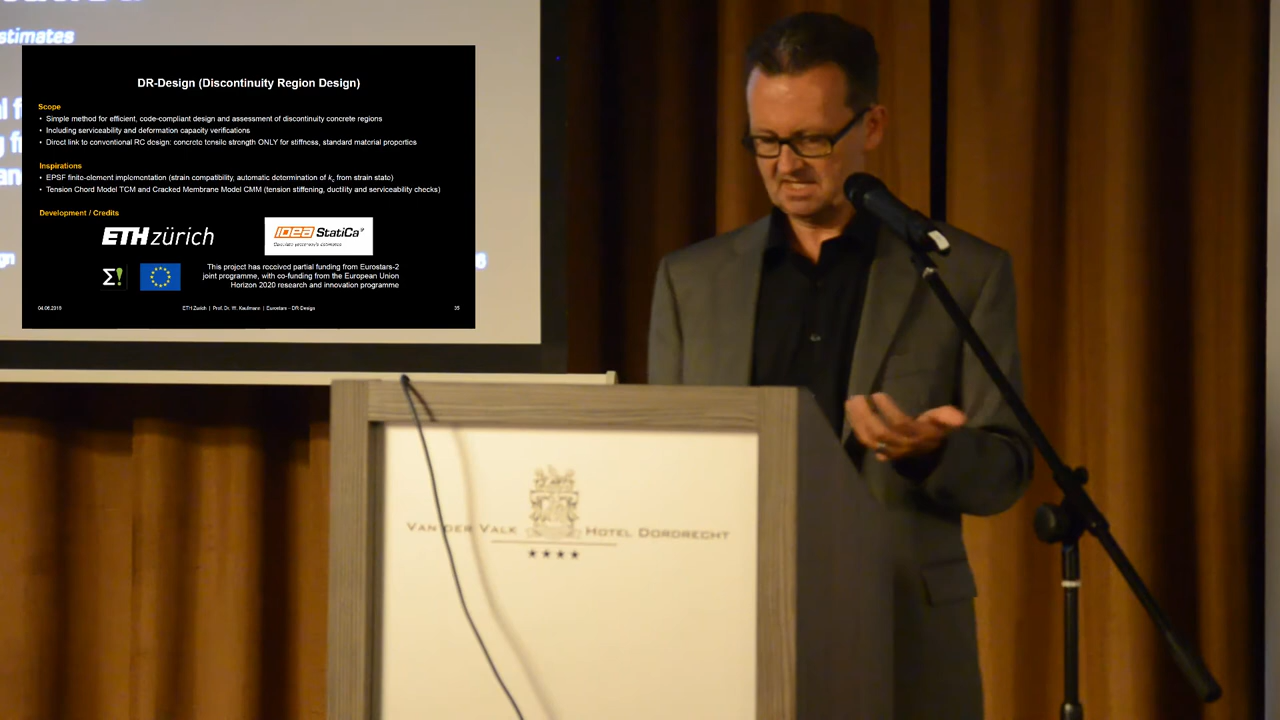 stimates
DR-Design (Discontinuity Region Design)
Scope
• Simple method for efficient, code-compliant design and assessment of discontinuity concrete regions
• Including serviceability and deformation capacity verifications
• Direct link to conventional RC design: concrete tensile strength ONLY for stiffness, standard material properties
Inspirations
• EPSF finite-element implementation (strain compatibility, automatic determination of kc from strain state)
• Tension Chord Model TCM and Cracked Membrane Model CMM (tension stiffening, ductility and serviceability checks)
Development / Credits
ETH zürich
IDEA StatiCa®
Calculate yesterday's estimates
Σ!
This project has received partial funding from Eurostars-2
joint programme, with co-funding from the European Union
Horizon 2020 research and innovation programme
ETH Zurich | Prof. Dr. W. Kaufmann | Eurostars – DR Design
35
VAN DER VALK HOTEL DORDRECHT